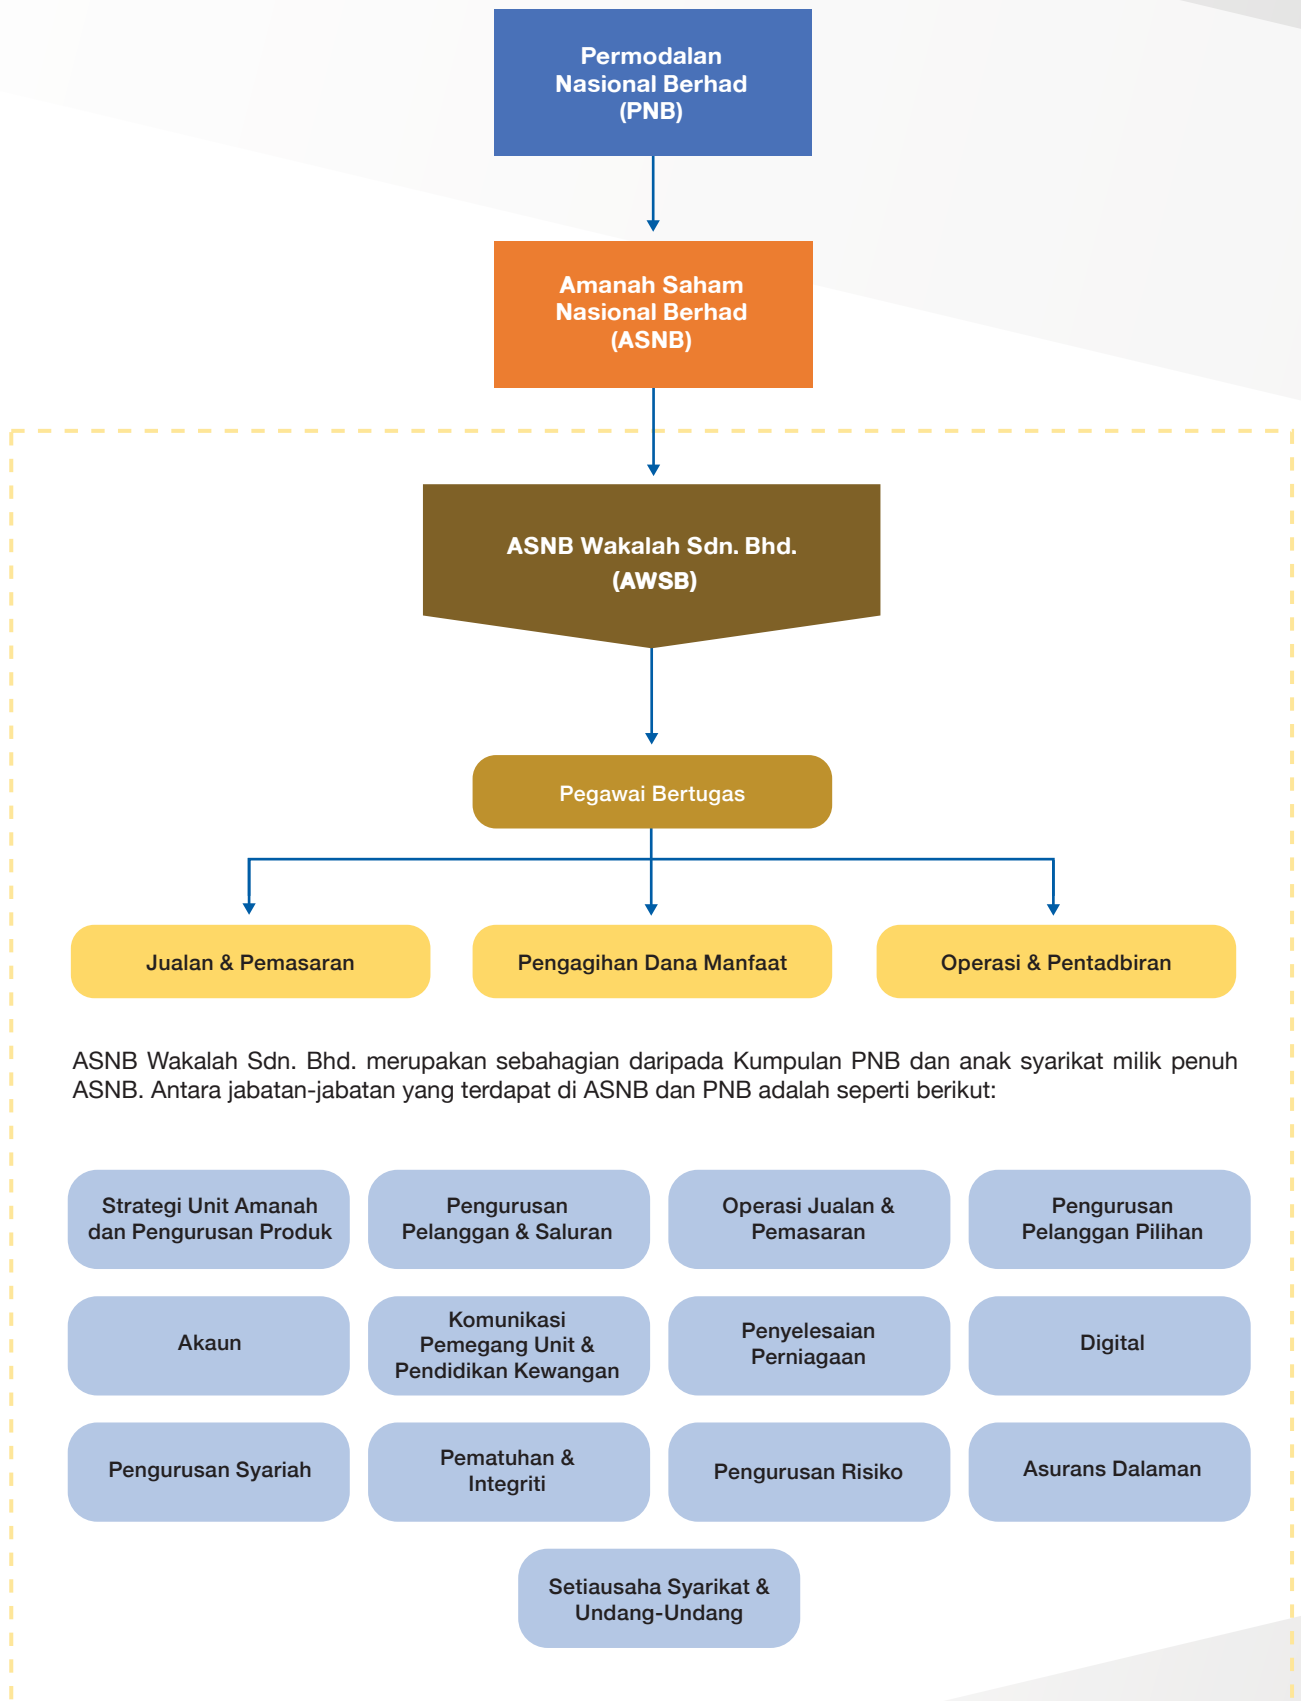 Permodalan
Nasional Berhad
(PNB)
Amanah Saham
Nasional Berhad
(ASNB)
ASNB Wakalah Sdn. Bhd.
(AWSB)
Pegawai Bertugas
Jualan & Pemasaran
Pengagihan Dana Manfaat
Operasi & Pentadbiran
ASNB Wakalah Sdn. Bhd. merupakan sebahagian daripada Kumpulan PNB dan anak syarikat milik penuh
ASNB. Antara jabatan-jabatan yang terdapat di ASNB dan PNB adalah seperti berikut:
Strategi Unit Amanah
dan Pengurusan Produk
Pengurusan
Pelanggan & Saluran
Operasi Jualan &
Pemasaran
Pengurusan
Pelanggan Pilihan
Akaun
Komunikasi
Pemegang Unit &
Pendidikan Kewangan
Penyelesaian
Perniagaan
Digital
Pengurusan Syariah
Pematuhan &
Integriti
Pengurusan Risiko
Asurans Dalaman
Setiausaha Syarikat &
Undang-Undang